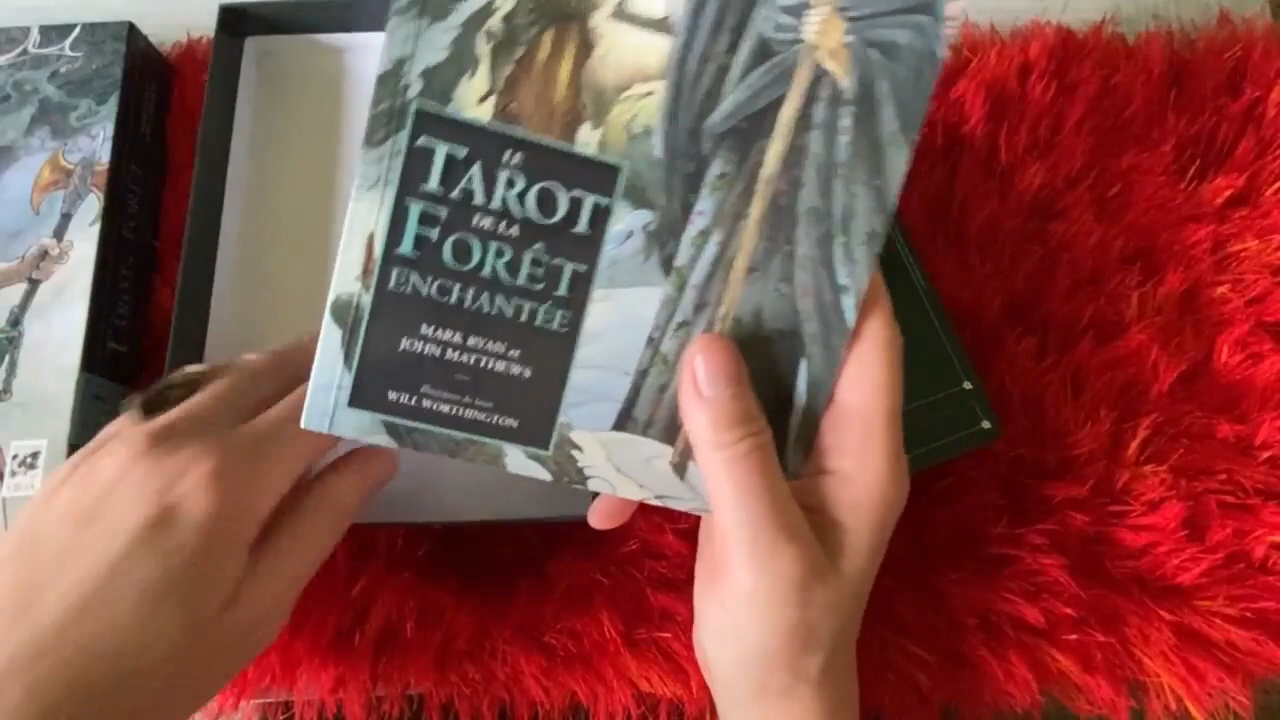 LE
TAROT
DE LA
FORÊT
ENCHANTÉE
MARK RYAN et
JOHN MATTHEWS
WILL WORTHINGTON